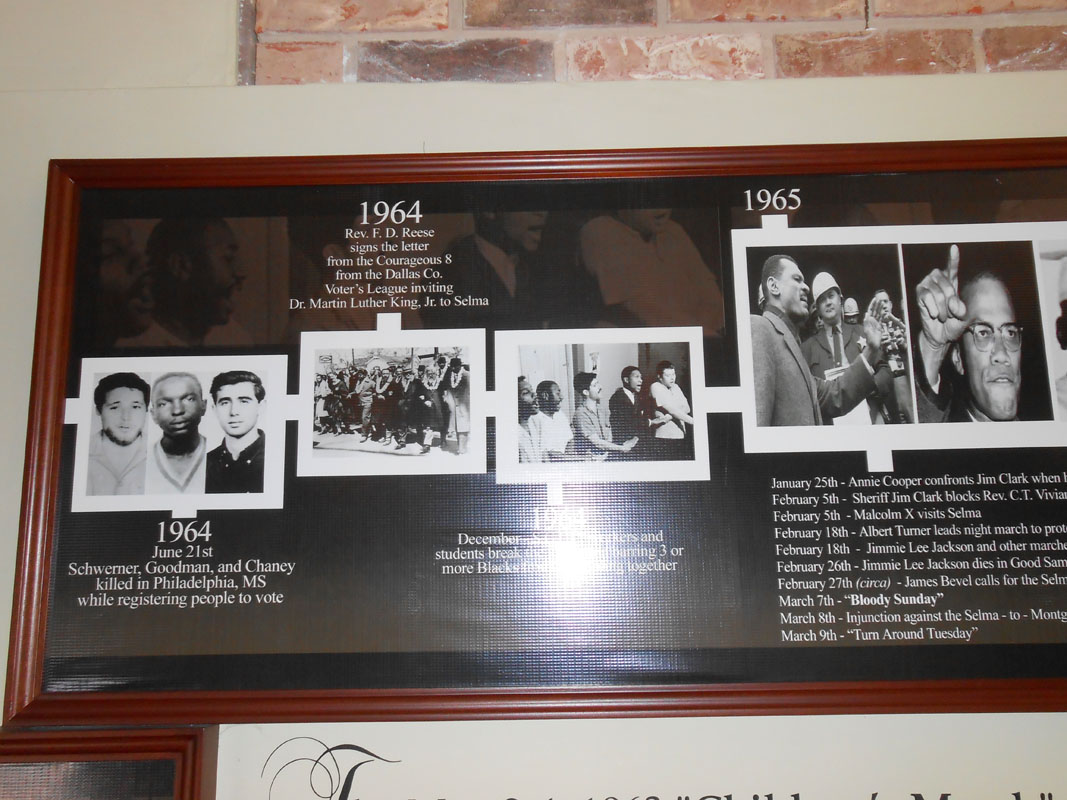 1964
Rev. F. D. Reese
signs the letter
from the Courageous 8
from the Dallas Co.
Voter's League inviting
Dr. Martin Luther King, Jr. to Selma
1965
1964
June 21st
Schwerner, Goodman, and Chaney
killed in Philadelphia, MS
while registering people to vote
December
students break 3 or
more Blacks together
January 25th - Annie Cooper confronts Jim Clark when
February 5th - Sheriff Jim Clark blocks Rev. C.T.
February 5th - Malcolm X visits Selma
February 18th - Albert Turner leads night march to
February 18th - Jimmie Lee Jackson and other
February 26th - Jimmie Lee Jackson dies in Good
February 27th (circa) - James Bevel calls for the
March 7th - "Bloody Sunday"
March 8th - Injunction against the Selma - to -
March 9th - "Turn Around Tuesday"